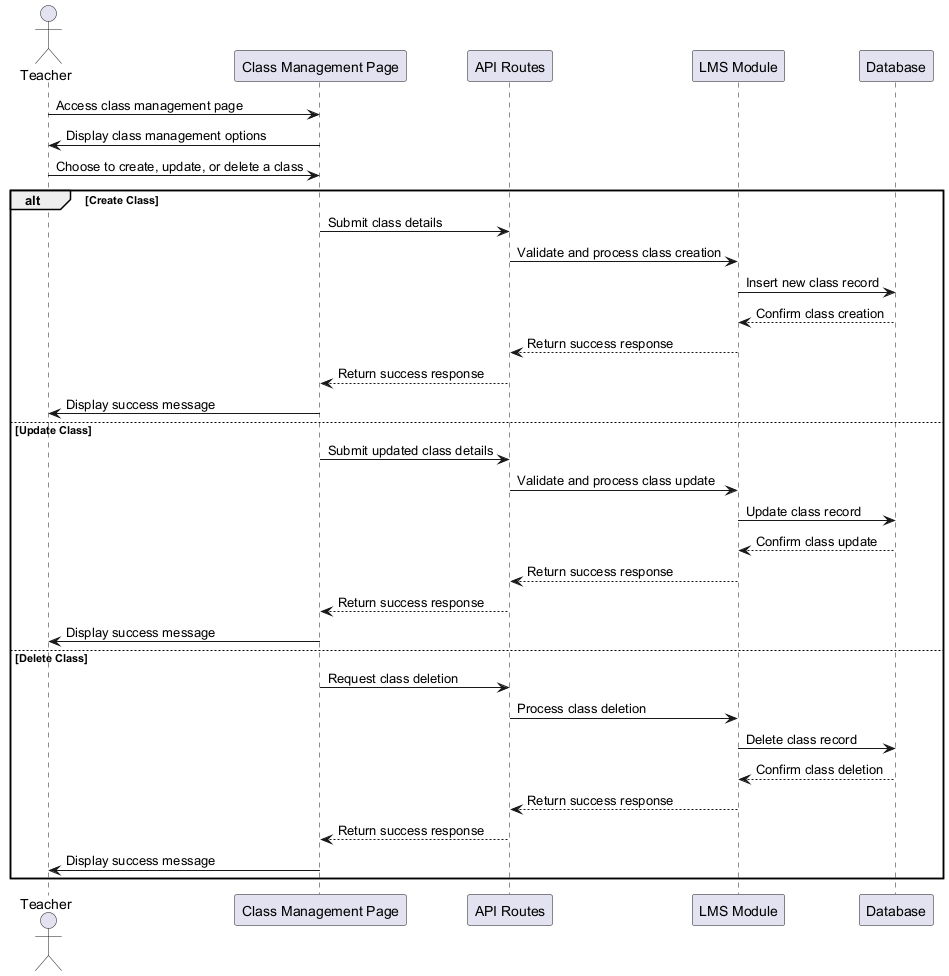 Teacher
Class Management Page
API Routes
LMS Module
Database
Access class management page
Display class management options
Choose to create, update, or delete a class
alt
[Create Class]
Submit class details
Validate and process class creation
Insert new class record
Confirm class creation
Return success response
Return success response
Display success message
[Update Class]
Submit updated class details
Validate and process class update
Update class record
Confirm class update
Return success response
Return success response
Display success message
[Delete Class]
Request class deletion
Process class deletion
Delete class record
Confirm class deletion
Return success response
Return success response
Display success message
Teacher
Class Management Page
API Routes
LMS Module
Database